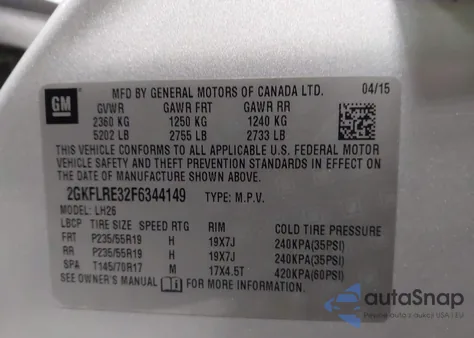 GM
MFD BY GENERAL MOTORS OF CANADA LTD. 04/15
GVWR GAWR FRT GAWR RR
2360 KG 1250 KG 1240 KG
5202 LB 2755 LB 2733 LB
THIS VEHICLE CONFORMS TO ALL APPLICABLE U.S. FEDERAL MOTOR
VEHICLE SAFETY AND THEFT PREVENTION STANDARDS IN EFFECT
ON THE DATE OF MANUFACTURE SHOWN ABOVE.
2GKFLRE32F6344149 TYPE: M.P.V.
MODEL: LH26
LBCP TIRE SIZE SPEED RTG RIM COLD TIRE PRESSURE
FRT P235/55R19 H 19X7J 240KPA(35PSI)
RR P235/55R19 H 19X7J 240KPA(35PSI)
SPA T145/70R17 M 17X4.5T 420KPA(60PSI)
SEE OWNER'S MANUAL FOR MORE INFORMATION
autaSnap